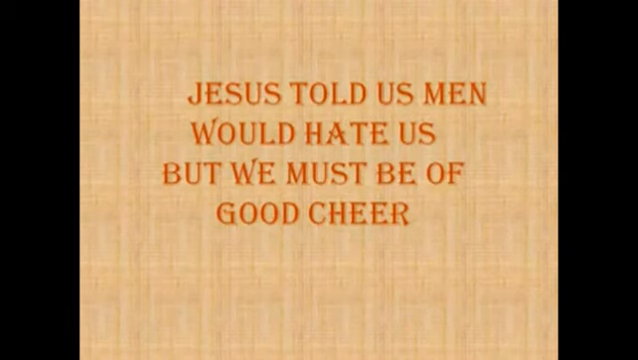 JESUS TOLD US MEN
WOULD HATE US
BUT WE MUST BE OF
GOOD CHEER